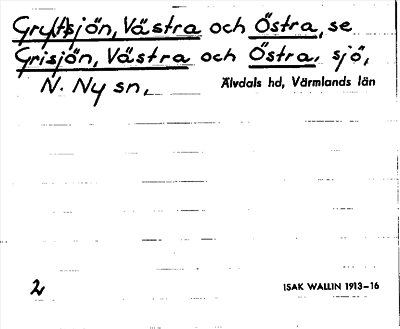 Gryftsjön, Västra och Östra, se
Grisjön, Västra och Östra, sjö,
N. Ny sn,
Älvdals hd, Värmlands län
2
ISAK WALLIN 1913–16